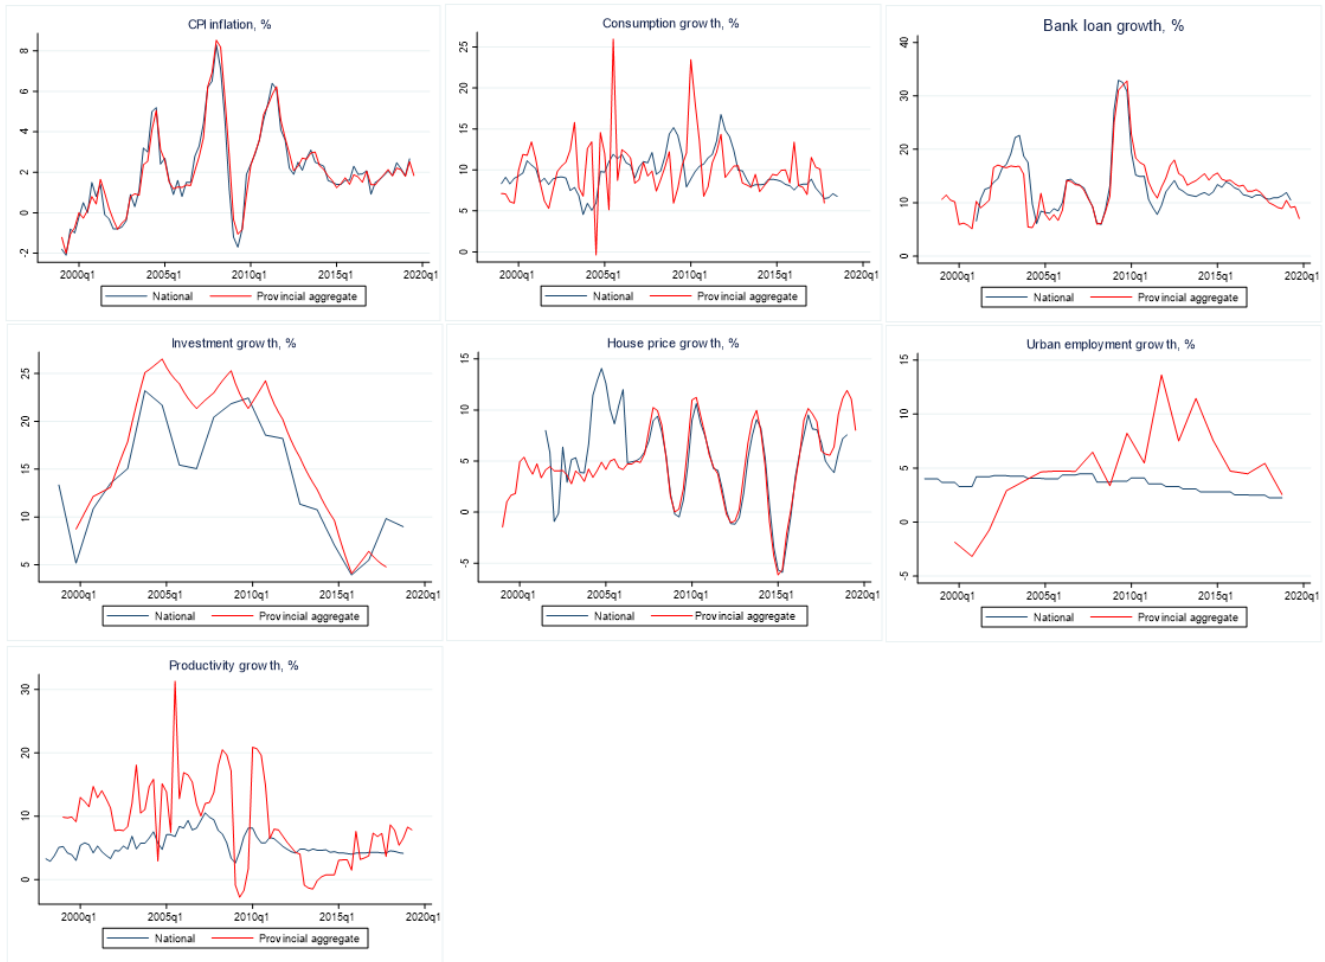 CPI inflation, %
8
6
4
2
0
-2
2000q1 2005q1 2010q1 2015q1 2020q1
National Provincial aggregate
Consumption growth, %
25
20
15
10
5
0
2000q1 2005q1 2010q1 2015q1 2020q1
National Provincial aggregate
Bank loan growth, %
40
30
20
10
0
2000q1 2005q1 2010q1 2015q1 2020q1
National Provincial aggregate
Investment growth, %
25
20
15
10
5
2000q1 2005q1 2010q1 2015q1 2020q1
National Provincial aggregate
House price growth, %
15
10
5
0
-5
2000q1 2005q1 2010q1 2015q1 2020q1
National Provincial aggregate
Urban employment growth, %
15
10
5
0
-5
2000q1 2005q1 2010q1 2015q1 2020q1
National Provincial aggregate
Productivity growth, %
30
20
10
0
2000q1 2005q1 2010q1 2015q1 2020q1
National Provincial aggregate